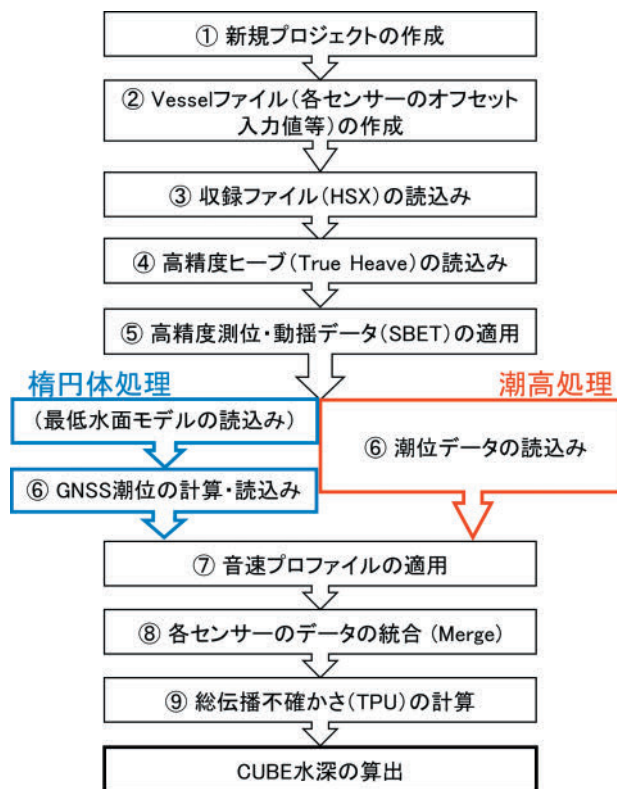 ① 新規プロジェクトの作成
② Vesselファイル(各センサーのオフセット
入力値等)の作成
③ 収録ファイル(HSX)の読込み
④ 高精度ヒーブ(True Heave)の読込み
⑤ 高精度測位・動揺データ(SBET)の適用
楕円体処理
(最低水面モデルの読込み)
⑥ GNSS潮位の計算・読込み
潮高処理
⑥ 潮位データの読込み
⑦ 音速プロファイルの適用
⑧ 各センサーのデータの統合 (Merge)
⑨ 総伝播不確かさ(TPU)の計算
CUBE水深の算出